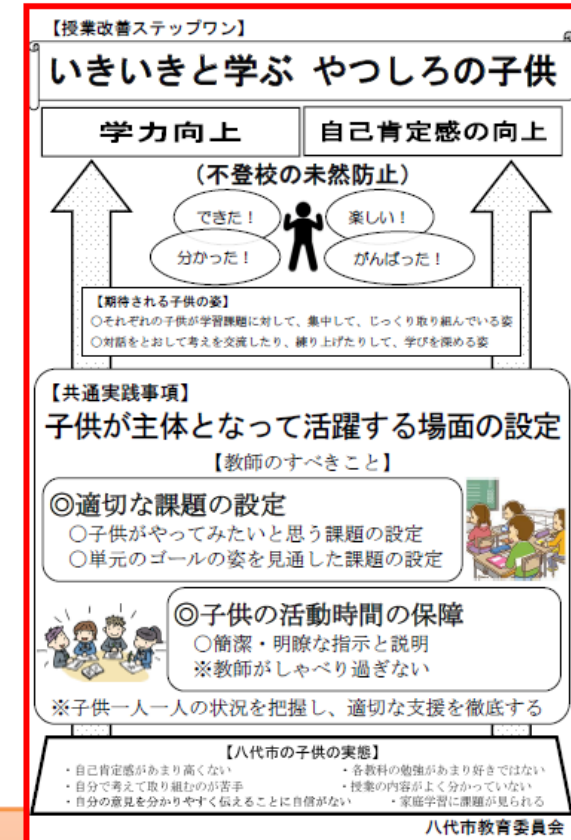 【授業改善ステップワン】
いきいきと学ぶ やつしろの子供
学力向上
自己肯定感の向上
(不登校の未然防止)
できた!
楽しい!
分かった!
がんばった!
【期待される子供の姿】
○それぞれの子供が学習課題に対して、集中して、じっくり取り組んでいる姿
○対話をとおして考えを交流したり、練り上げたりして、学びを深める姿
【共通実践事項】
子供が主体となって活躍する場面の設定
【教師のすべきこと】
◎適切な課題の設定
○子供がやってみたいと思う課題の設定
○単元のゴールの姿を見通した課題の設定
◎子供の活動時間の保障
○簡潔・明瞭な指示と説明
※教師がしゃべり過ぎない
※子供一人一人の状況を把握し、適切な支援を徹底する
【八代市の子供の実態】
・自己肯定感があまり高くない ・各教科の勉強があまり好きではない
・自分で考えて取り組むのが苦手 ・授業の内容がよく分かっていない
・自分の意見を分かりやすく伝えることに自信がない ・家庭学習に課題が見られる
八代市教育委員会